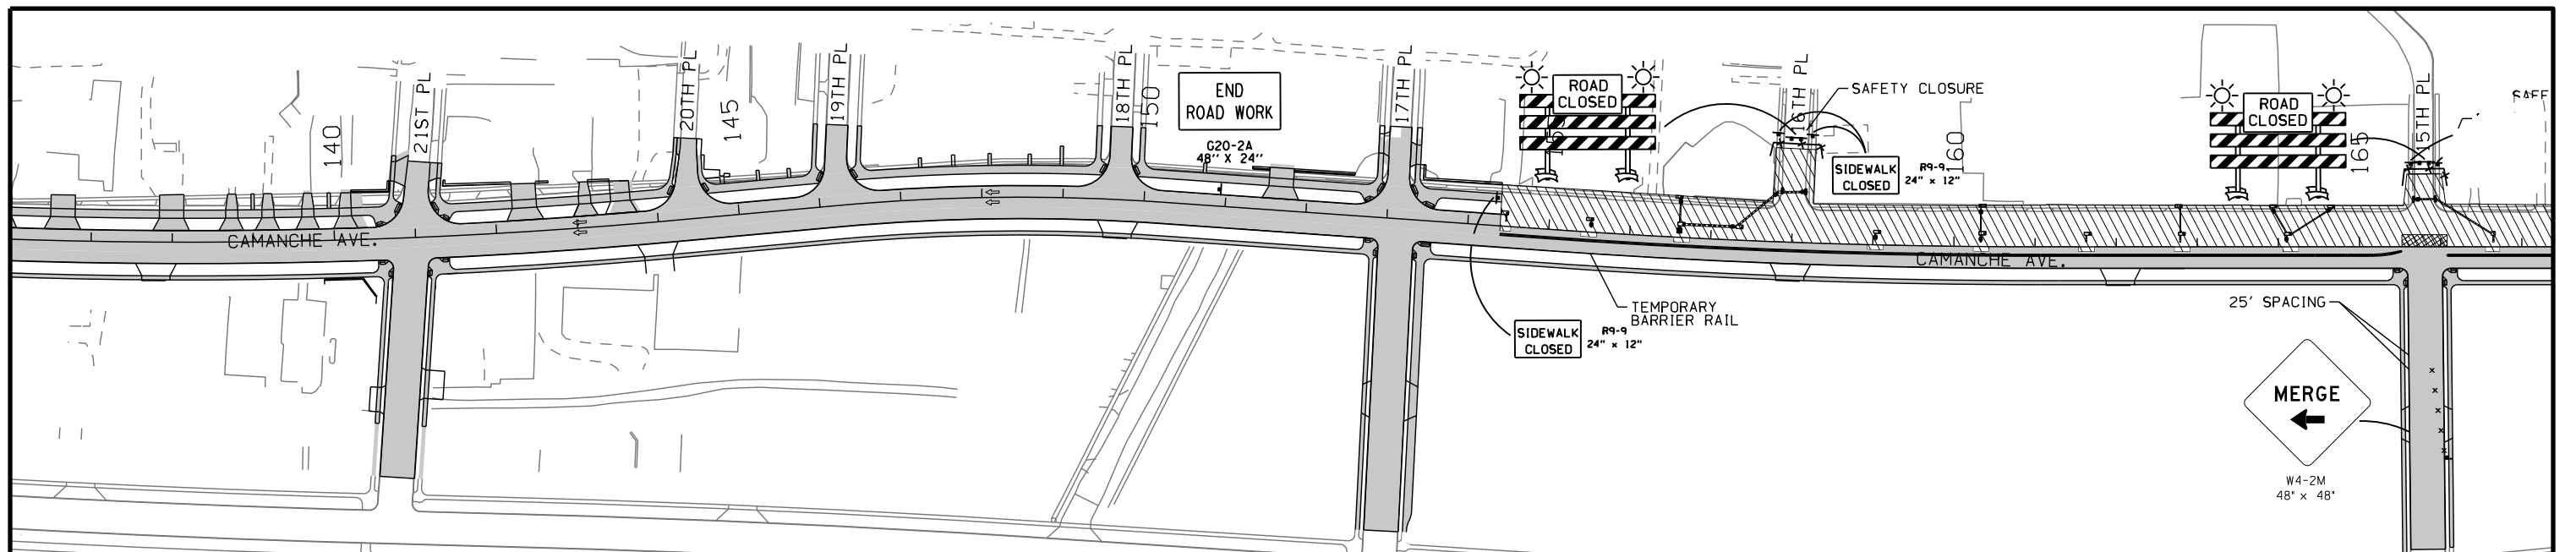 140
21ST PL
20TH PL
145
19TH PL
18TH PL
150
END
ROAD WORK
G20-2A
48" X 24"
17TH PL
ROAD
CLOSED
16TH PL
SAFETY CLOSURE
SIDEWALK
CLOSED
R9-9
24" x 12"
160
ROAD
CLOSED
165
15TH PL
CAMANCHE AVE.
CAMANCHE AVE.
TEMPORARY
BARRIER RAIL
SIDEWALK
CLOSED
R9-9
24" x 12"
25' SPACING
MERGE
W4-2M
48" x 48"